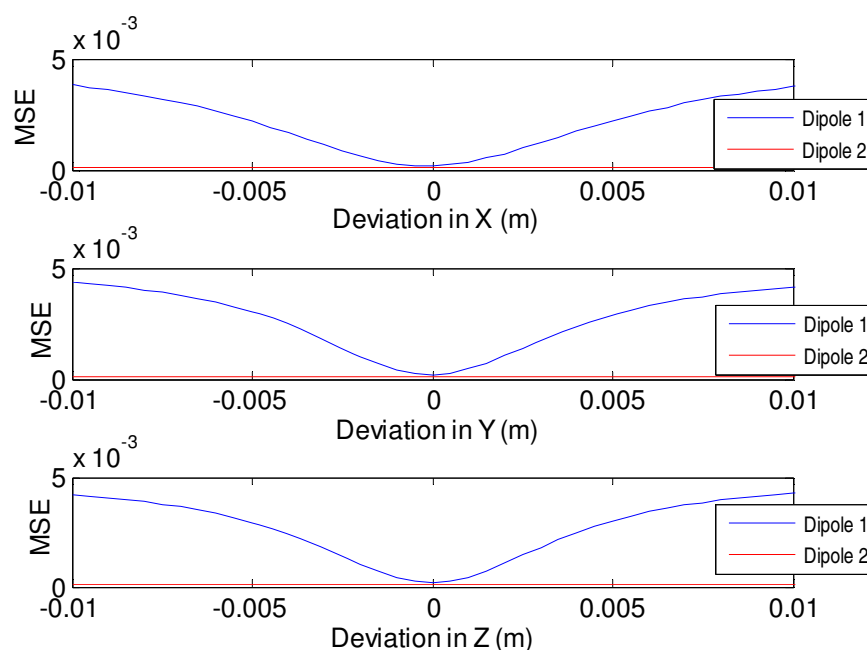 x 10-3
5
MSE
0
Dipole 1
Dipole 2
-0.01 -0.005 0 0.005 0.01
Deviation in X (m)
x 10-3
5
MSE
0
Dipole 1
Dipole 2
-0.01 -0.005 0 0.005 0.01
Deviation in Y (m)
x 10-3
5
MSE
0
Dipole 1
Dipole 2
-0.01 -0.005 0 0.005 0.01
Deviation in Z (m)